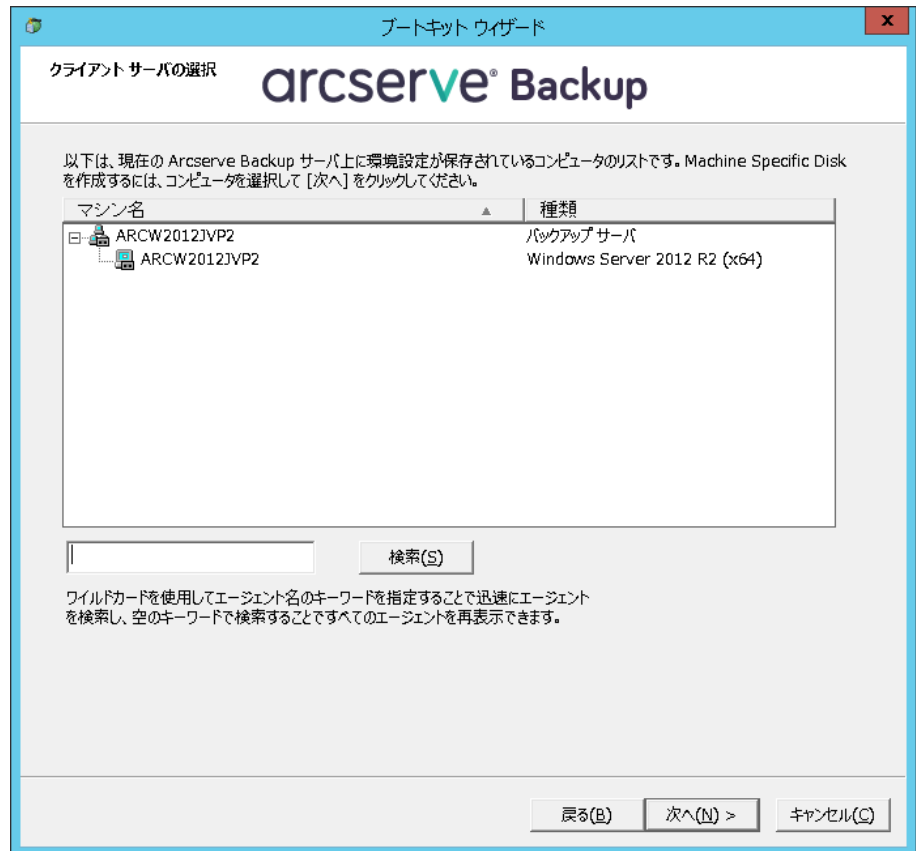 ブートキット ウィザード
x
クライアント サーバの選択
arcserve® Backup
以下は、現在の Arcserve Backup サーバ上に環境設定が保存されているコンピュータのリストです。Machine Specific Disk
を作成するには、コンピュータを選択して [次へ] をクリックしてください。
マシン名 種類
ARCW2012JVP2 バックアップ サーバ
ARCW2012JVP2 Windows Server 2012 R2 (x64)
検索(S)
ワイルドカードを使用してエージェント名のキーワードを指定することで迅速にエージェント
を検索し、空のキーワードで検索することですべてのエージェントを再表示できます。
戻る(B) 次へ(N) > キャンセル(C)